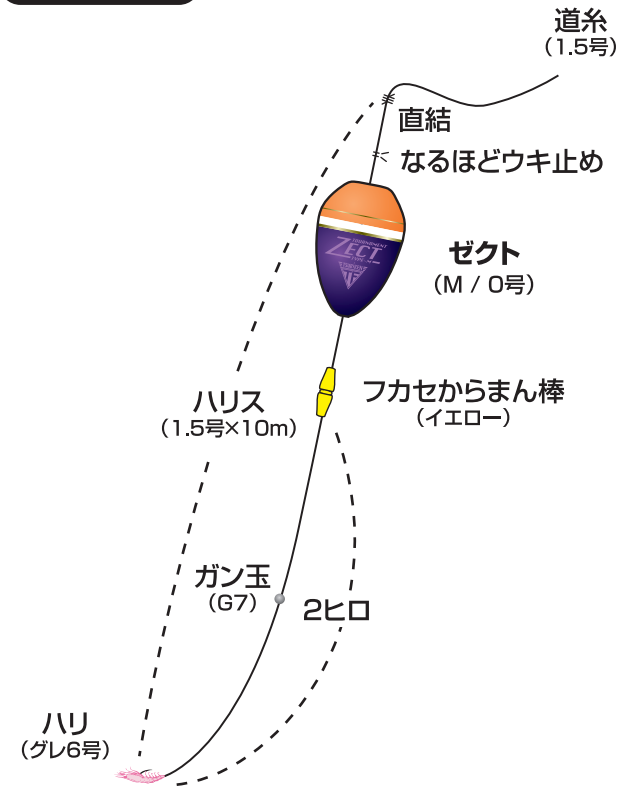 道糸
（1.5号）
直結
なるほどウキ止め
TOURNAMENT
ZECT
ゼクト
（M / 0号）
フカセからまん棒
（イエロー）
ハリス
（1.5号×10m）
ガン玉
（G7）
2ヒロ
ハリ
（グレ6号）